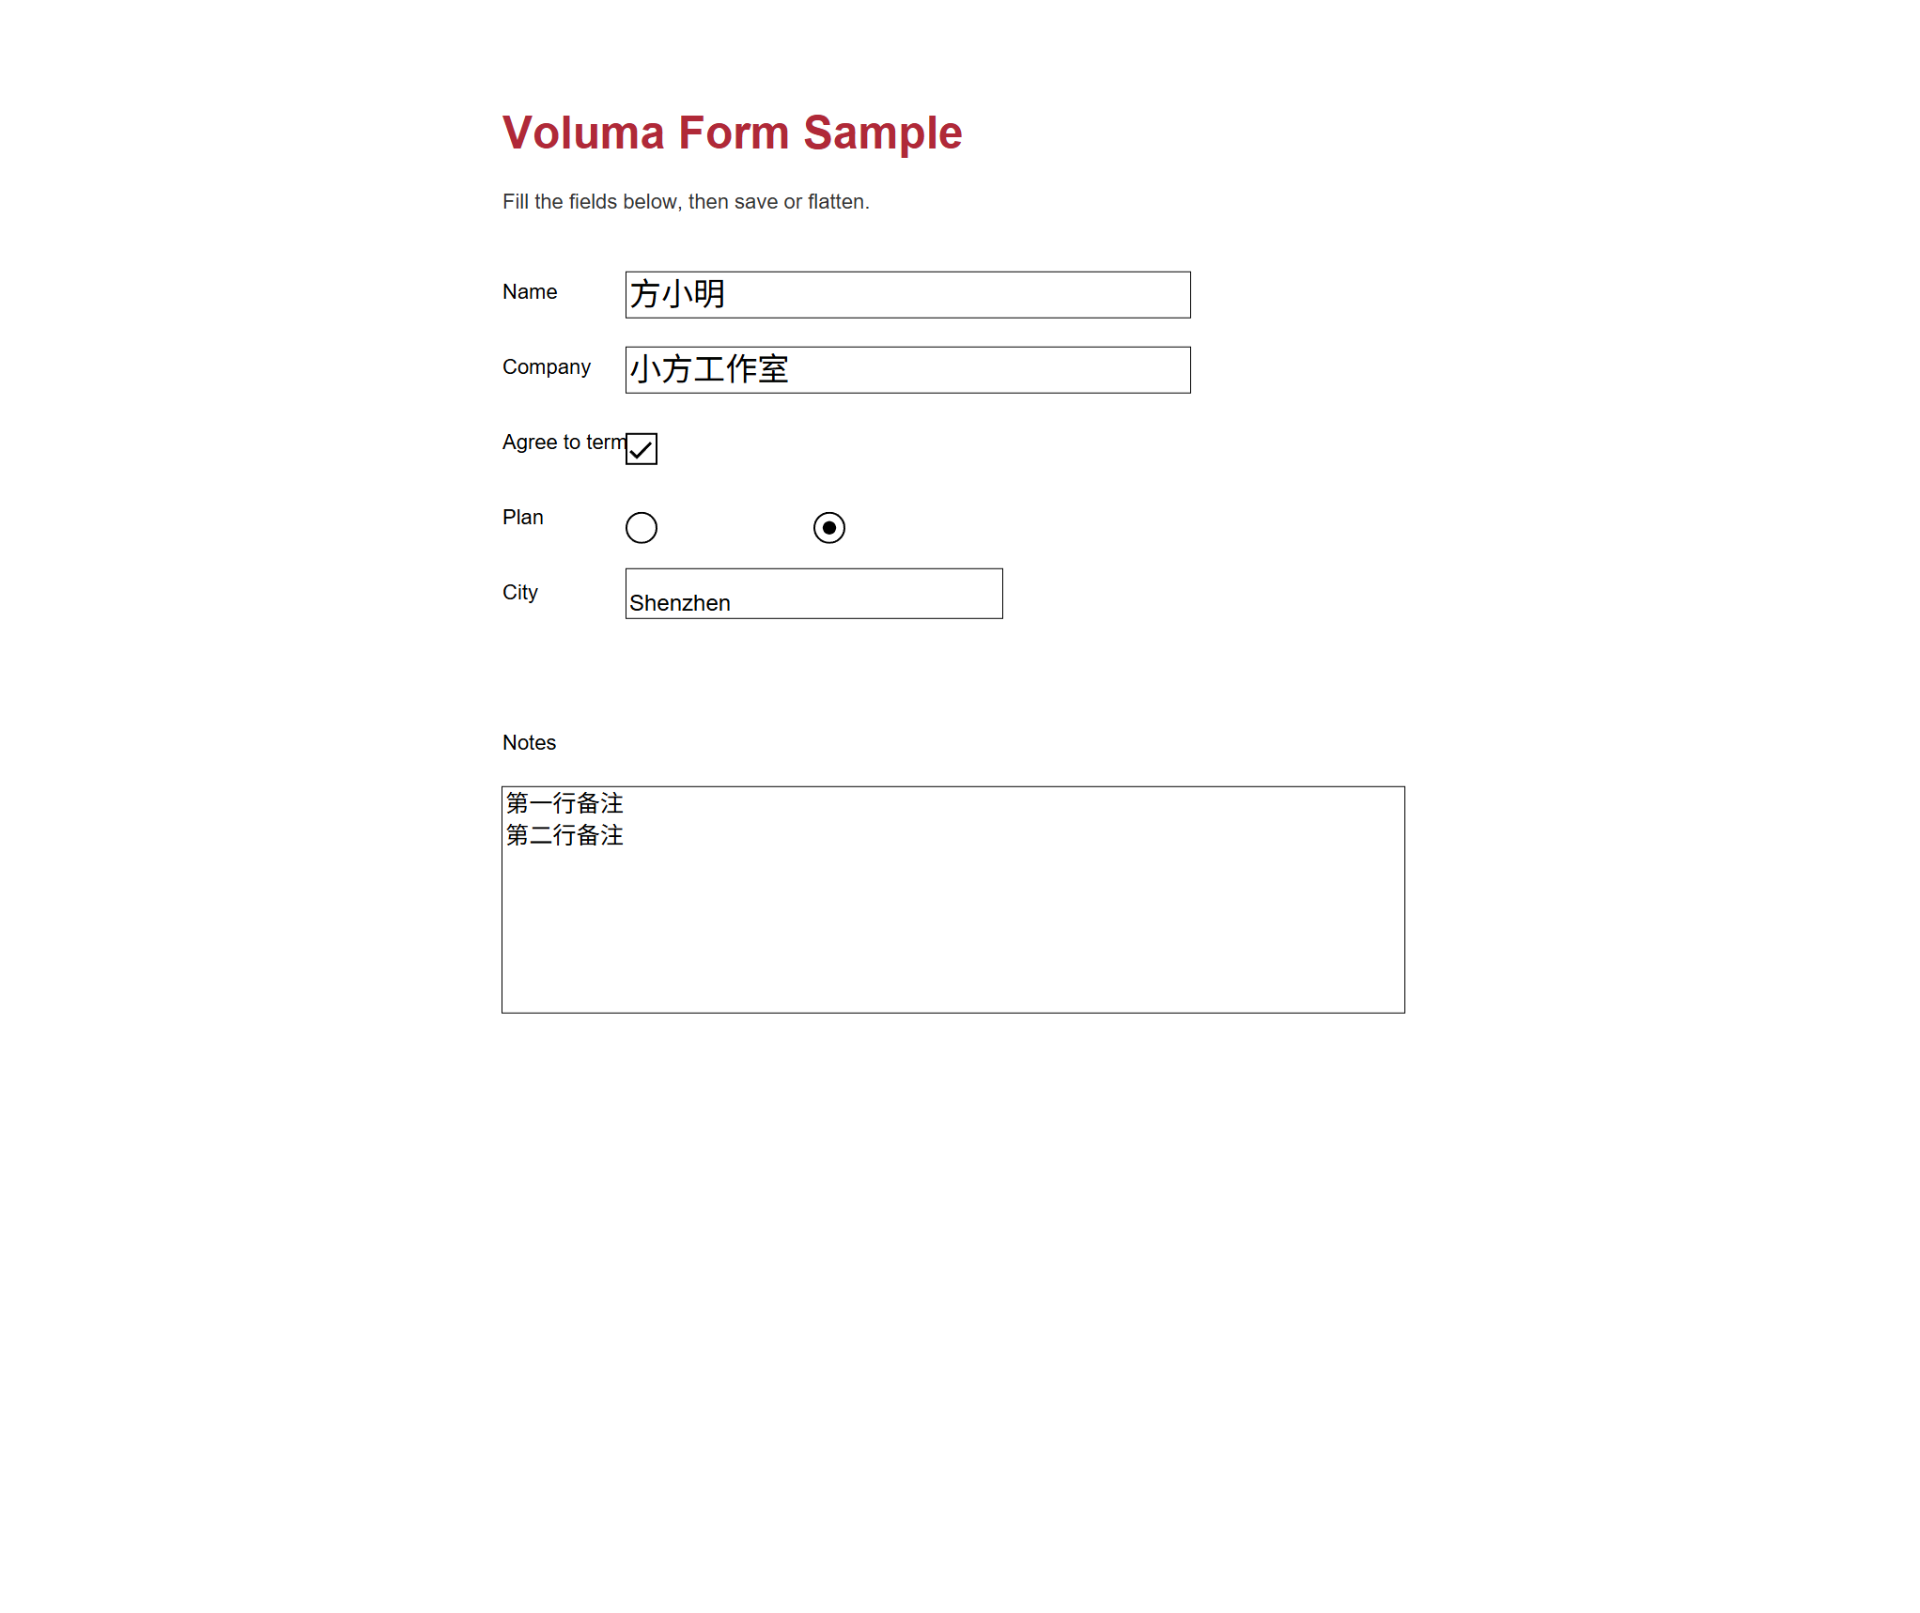 Voluma Form Sample
Fill the fields below, then save or flatten.
Name 方小明
Company 小方工作室
Agree to term
Plan
City Shenzhen
Notes
第一行备注
第二行备注